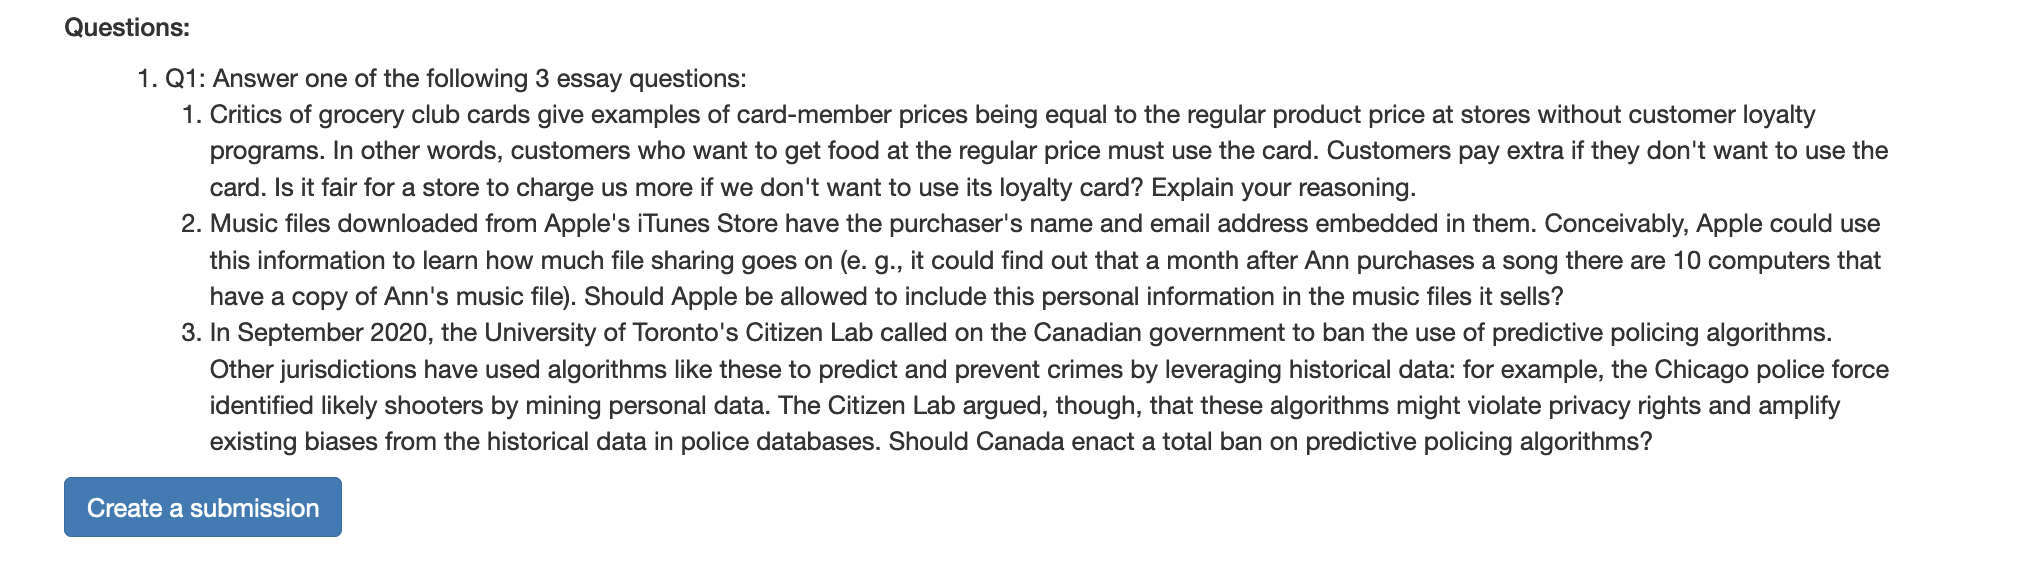 Questions:
1. Q1: Answer one of the following 3 essay questions:
1. Critics of grocery club cards give examples of card-member prices being equal to the regular product price at stores without customer loyalty
programs. In other words, customers who want to get food at the regular price must use the card. Customers pay extra if they don't want to use the
card. Is it fair for a store to charge us more if we don't want to use its loyalty card? Explain your reasoning.
2. Music files downloaded from Apple's iTunes Store have the purchaser's name and email address embedded in them. Conceivably, Apple could use
this information to learn how much file sharing goes on (e. g., it could find out that a month after Ann purchases a song there are 10 computers that
have a copy of Ann's music file). Should Apple be allowed to include this personal information in the music files it sells?
3. In September 2020, the University of Toronto's Citizen Lab called on the Canadian government to ban the use of predictive policing algorithms.
Other jurisdictions have used algorithms like these to predict and prevent crimes by leveraging historical data: for example, the Chicago police force
identified likely shooters by mining personal data. The Citizen Lab argued, though, that these algorithms might violate privacy rights and amplify
existing biases from the historical data in police databases. Should Canada enact a total ban on predictive policing algorithms?
Create a submission